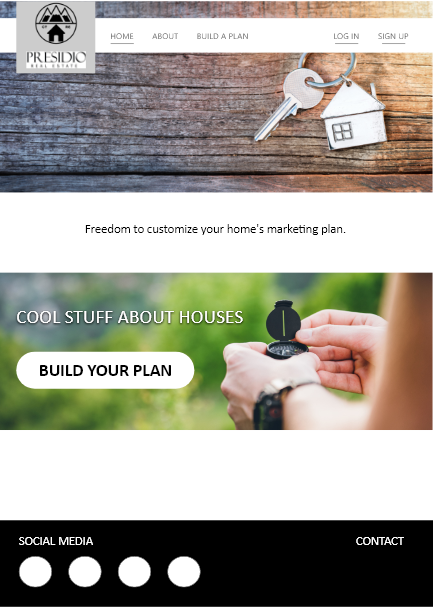 PRESIDIO
REAL ESTATE
HOME ABOUT BUILD A PLAN LOG IN SIGN UP
Freedom to customize your home's marketing plan.
COOL STUFF ABOUT HOUSES
BUILD YOUR PLAN
SOCIAL MEDIA CONTACT